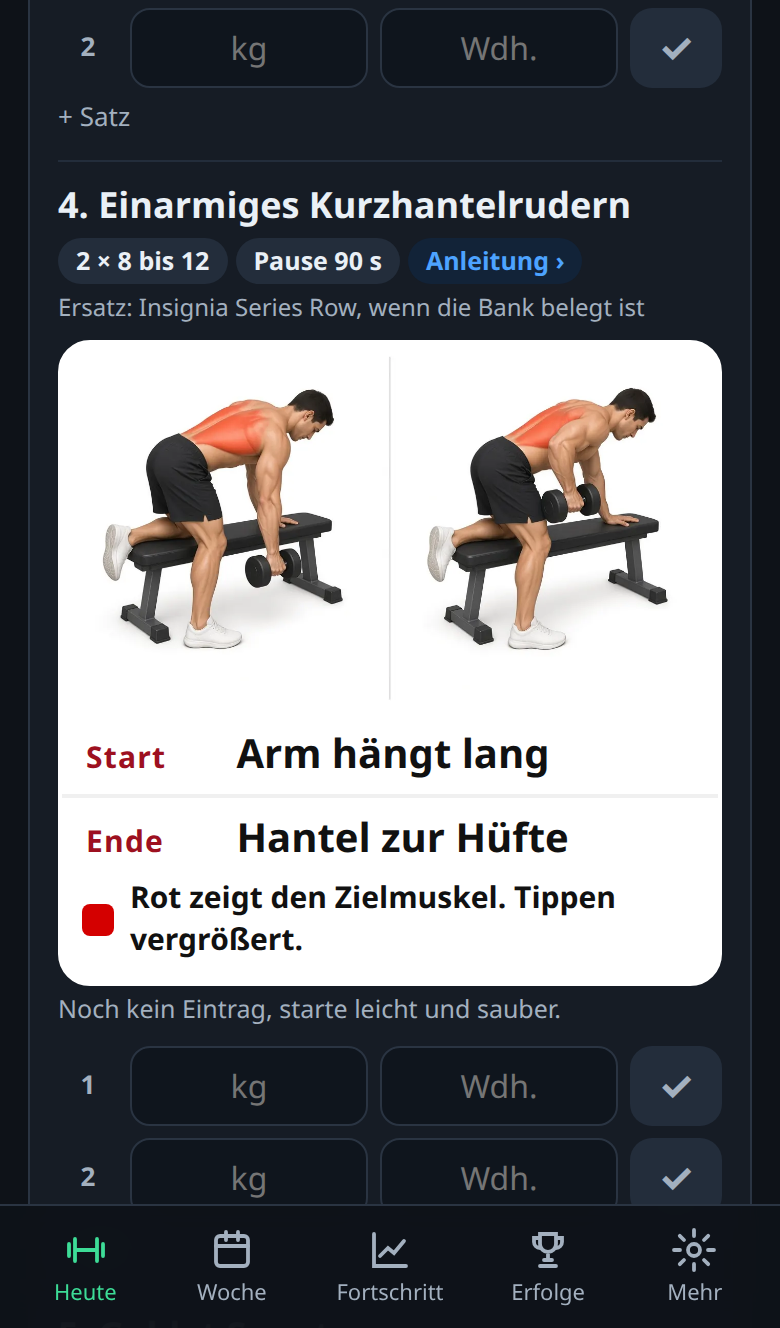 2 kg Wdh.
+ Satz
4. Einarmiges Kurzhantelrudern
2 × 8 bis 12 Pause 90 s Anleitung ›
Ersatz: Insignia Series Row, wenn die Bank belegt ist
Start Arm hängt lang
Ende Hantel zur Hüfte
Rot zeigt den Zielmuskel. Tippen
vergrößert.
Noch kein Eintrag, starte leicht und sauber.
1 kg Wdh.
2 kg Wdh.
Heute Woche Fortschritt Erfolge Mehr